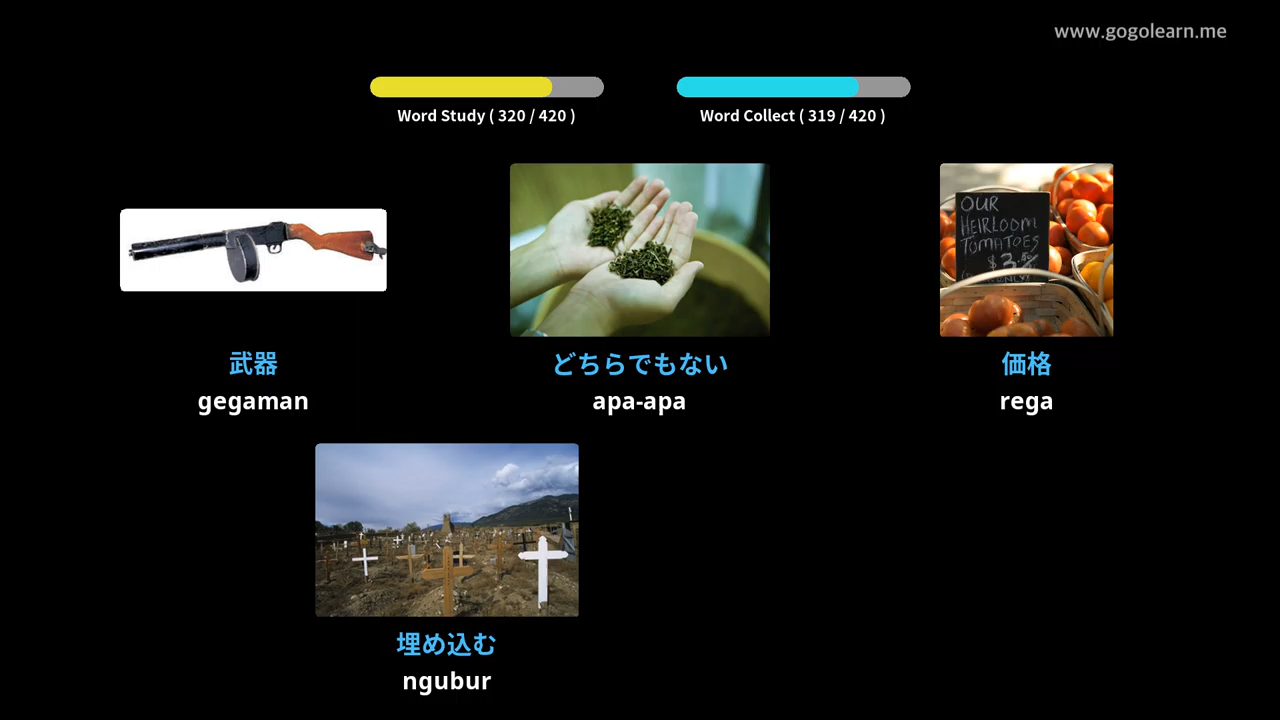 www.gogolearn.me
Word Study ( 320 / 420 )
Word Collect ( 319 / 420 )
OUR
HEIRLOOM
TOMATOES
武器
gegaman
どちらでもない
apa-apa
価格
rega
埋め込む
ngubur